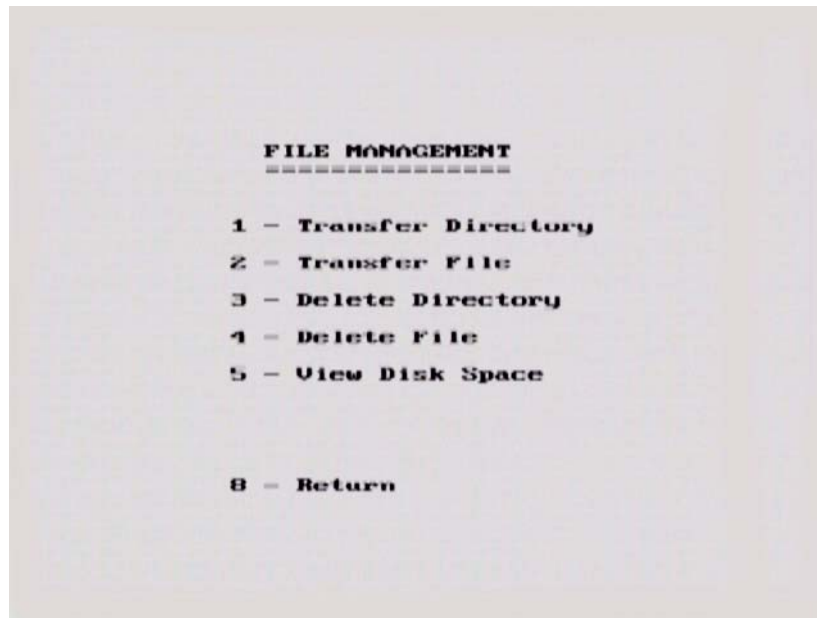 FILE MANAGEMENT
===============
1 - Transfer Directory
2 - Transfer File
3 - Delete Directory
4 - Delete File
5 - View Disk Space
8 - Return